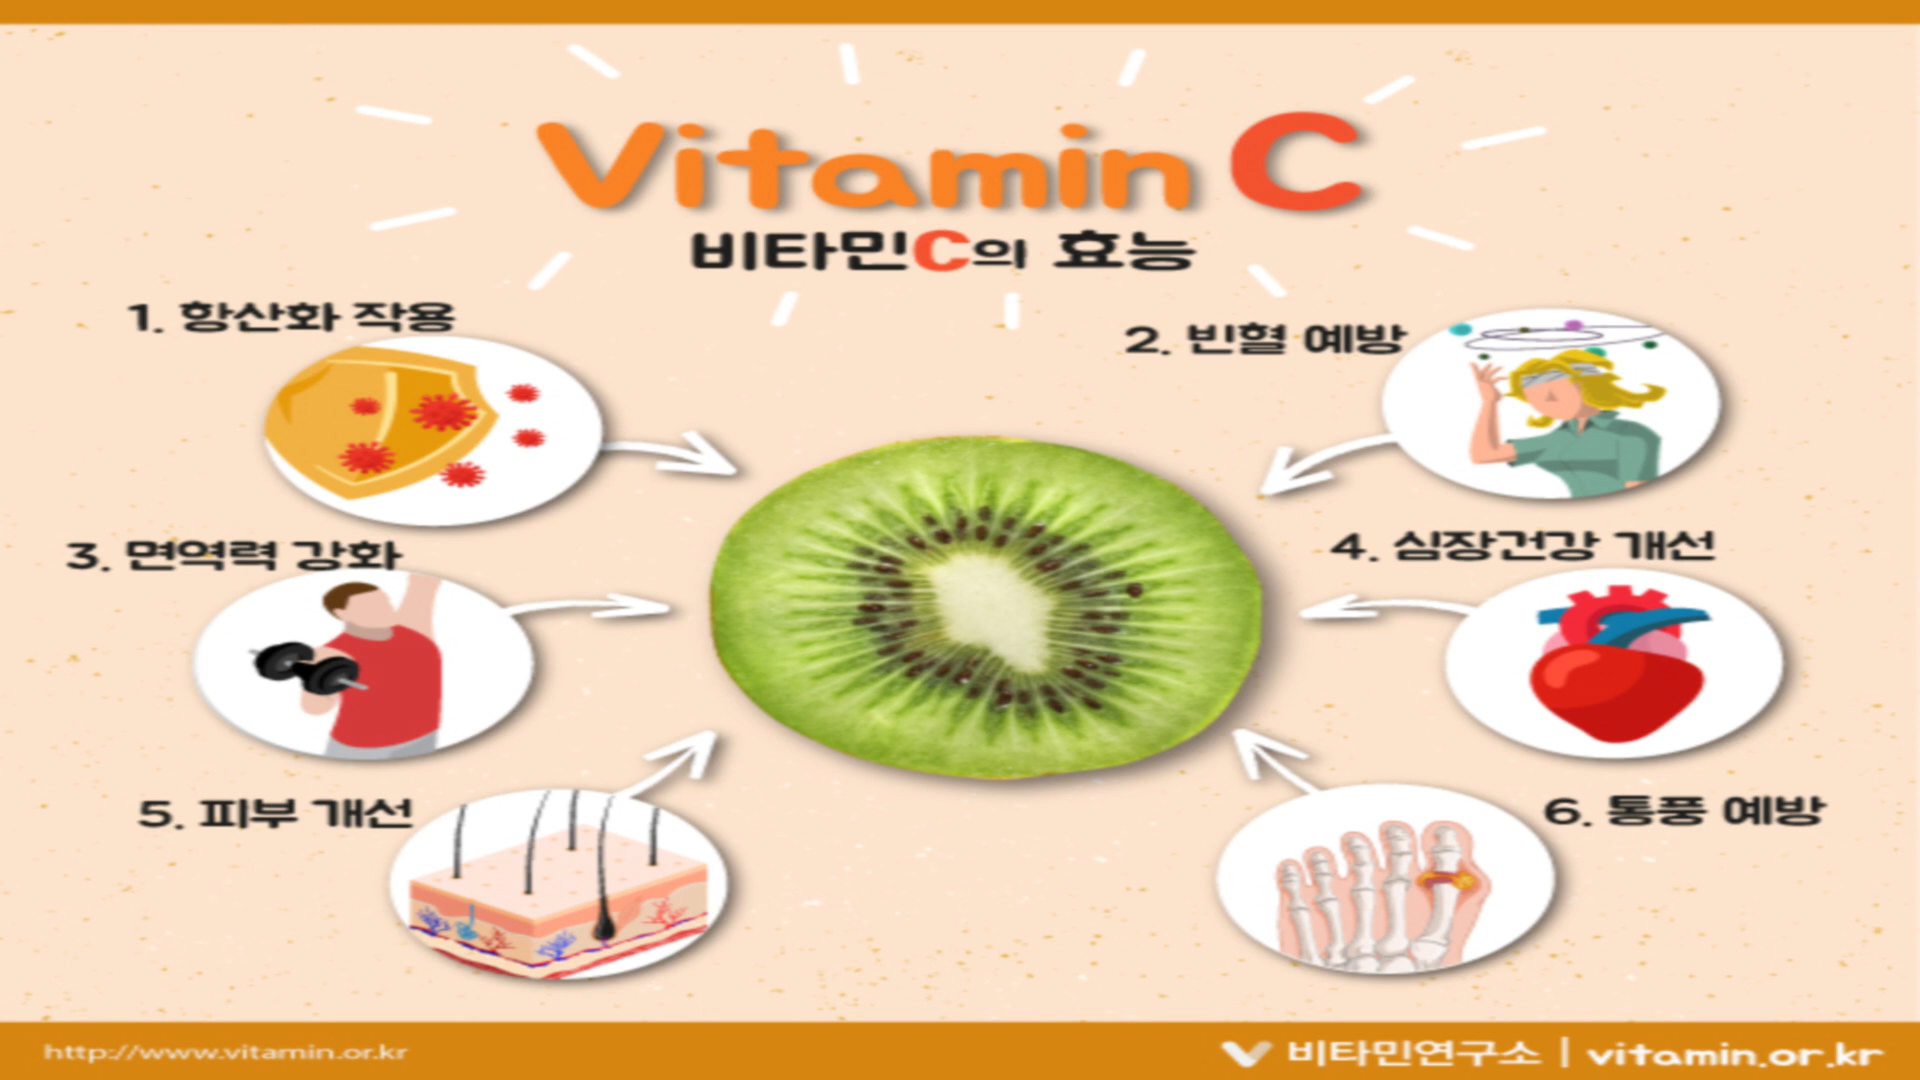 Vitamin C
비타민C의 효능
1. 항산화 작용
2. 빈혈 예방
3. 면역력 강화
4. 심장건강 개선
5. 피부 개선
6. 통풍 예방
http://www.vitamin.or.kr
비타민연구소 | vitamin.or.kr